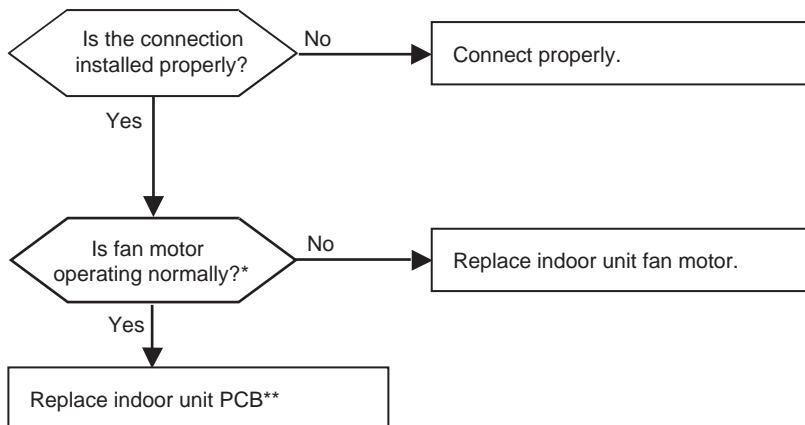 Is the connection
installed properly?
No
Connect properly.
Yes
Is fan motor
operating normally?*
No
Replace indoor unit fan motor.
Yes
Replace indoor unit PCB**